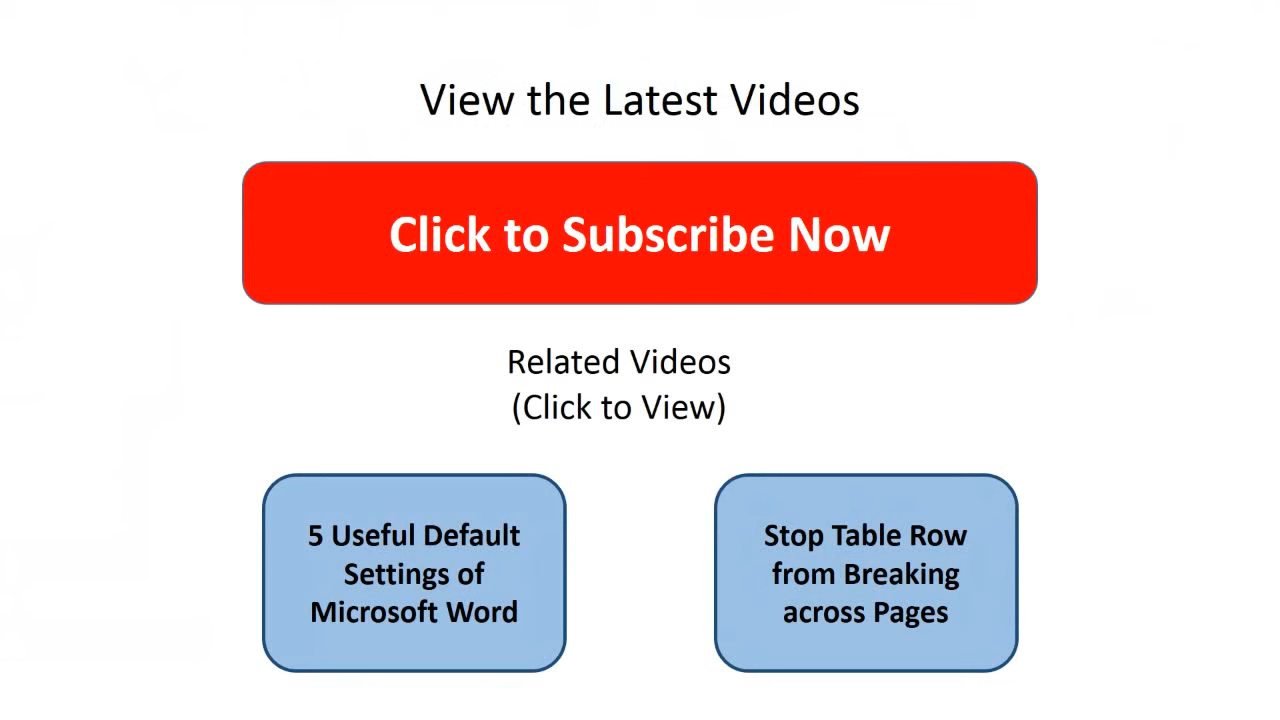 View the Latest Videos
Click to Subscribe Now
Related Videos
(Click to View)
5 Useful Default
Settings of
Microsoft Word
Stop Table Row
from Breaking
across Pages